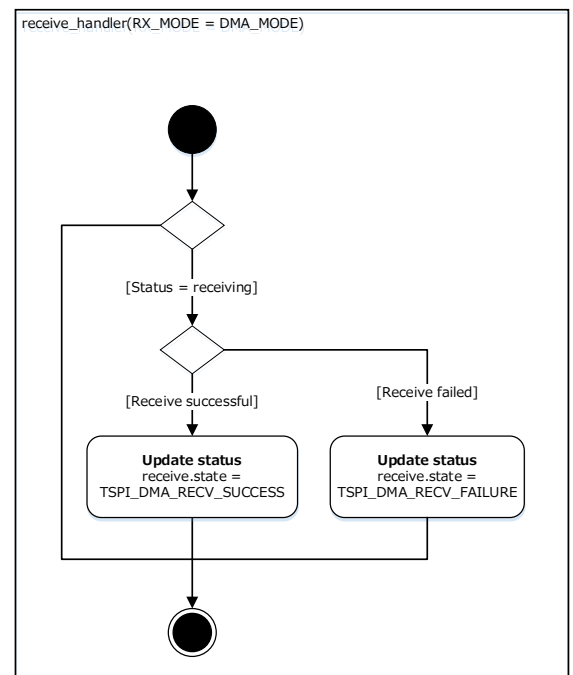 receive_handler(RX_MODE = DMA_MODE)
[Status = receiving]
[Receive successful]
[Receive failed]
Update status
receive.state =
TSPI_DMA_RECV_SUCCESS
Update status
receive.state =
TSPI_DMA_RECV_FAILURE